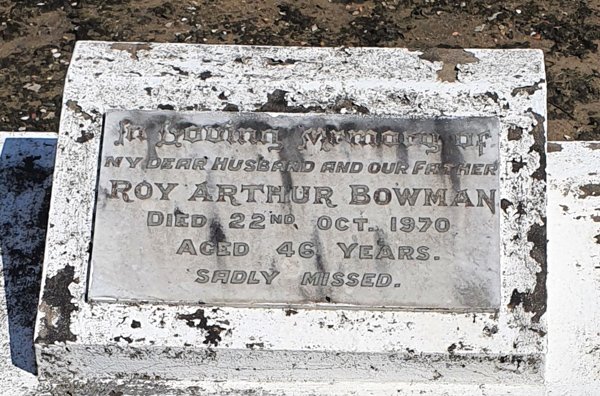 In Loving Memory of
MY DEAR HUSBAND AND OUR FATHER
ROY ARTHUR BOWMAN
DIED 22ND OCT. 1970
AGED 46 YEARS.
SADLY MISSED.